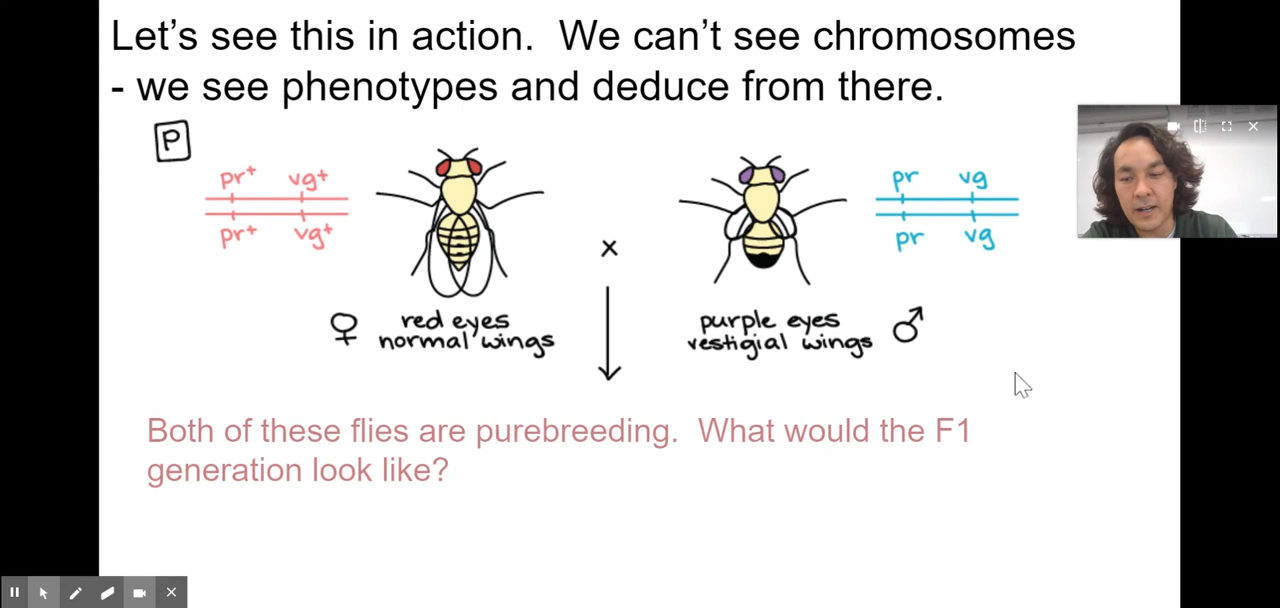 Let's see this in action.  We can't see chromosomes
- we see phenotypes and deduce from there.
P
pr+ vg+
pr+ vg+
pr vg
pr vg
x
♀ red eyes
normal wings
purple eyes
vestigial wings ♂
Both of these flies are purebreeding.  What would the F1
generation look like?